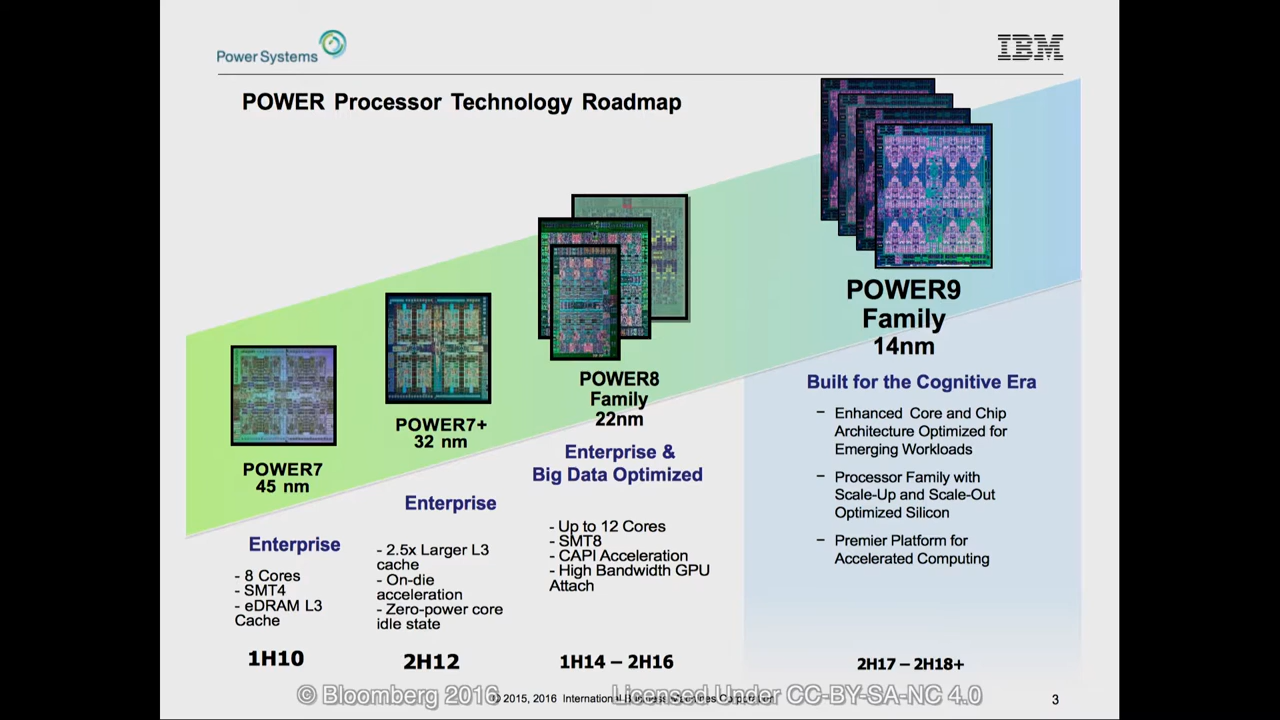 Power Systems
IBM
POWER Processor Technology Roadmap
POWER7
45 nm
Enterprise
- 8 Cores
- SMT4
- eDRAM L3
Cache
1H10
POWER7+
32 nm
Enterprise
- 2.5x Larger L3
cache
- On-die
acceleration
- Zero-power core
idle state
2H12
POWER8
Family
22nm
Enterprise &
Big Data Optimized
- Up to 12 Cores
- SMT8
- CAPI Acceleration
- High Bandwidth GPU
Attach
1H14 – 2H16
POWER9
Family
14nm
Built for the Cognitive Era
– Enhanced Core and Chip
Architecture Optimized for
Emerging Workloads
– Processor Family with
Scale-Up and Scale-Out
Optimized Silicon
– Premier Platform for
Accelerated Computing
2H17 – 2H18+
© Bloomberg 2016
© 2015, 2016 International Business Machines Corporation
Licensed Under CC-BY-SA-NC 4.0
3